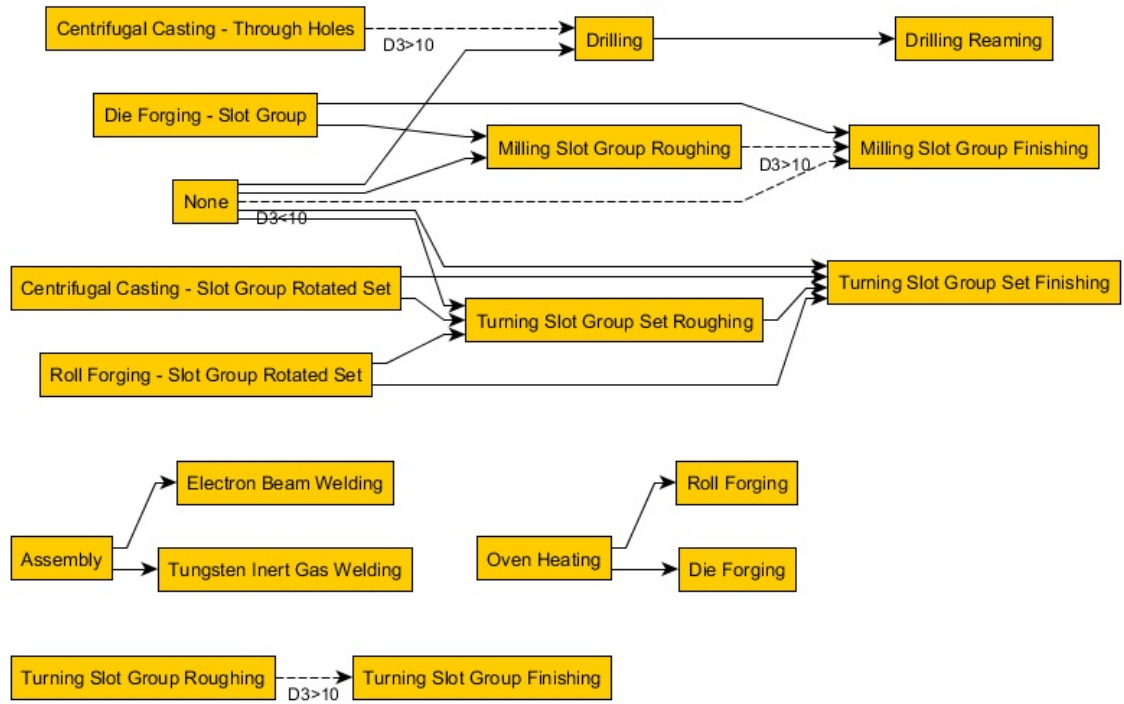 Centrifugal Casting - Through Holes
D3>10
Drilling
Drilling Reaming
Die Forging - Slot Group
Milling Slot Group Roughing
D3>10
Milling Slot Group Finishing
None
D3<10
Centrifugal Casting - Slot Group Rotated Set
Turning Slot Group Set Roughing
Turning Slot Group Set Finishing
Roll Forging - Slot Group Rotated Set
Electron Beam Welding
Assembly
Tungsten Inert Gas Welding
Roll Forging
Oven Heating
Die Forging
Turning Slot Group Roughing
D3>10
Turning Slot Group Finishing